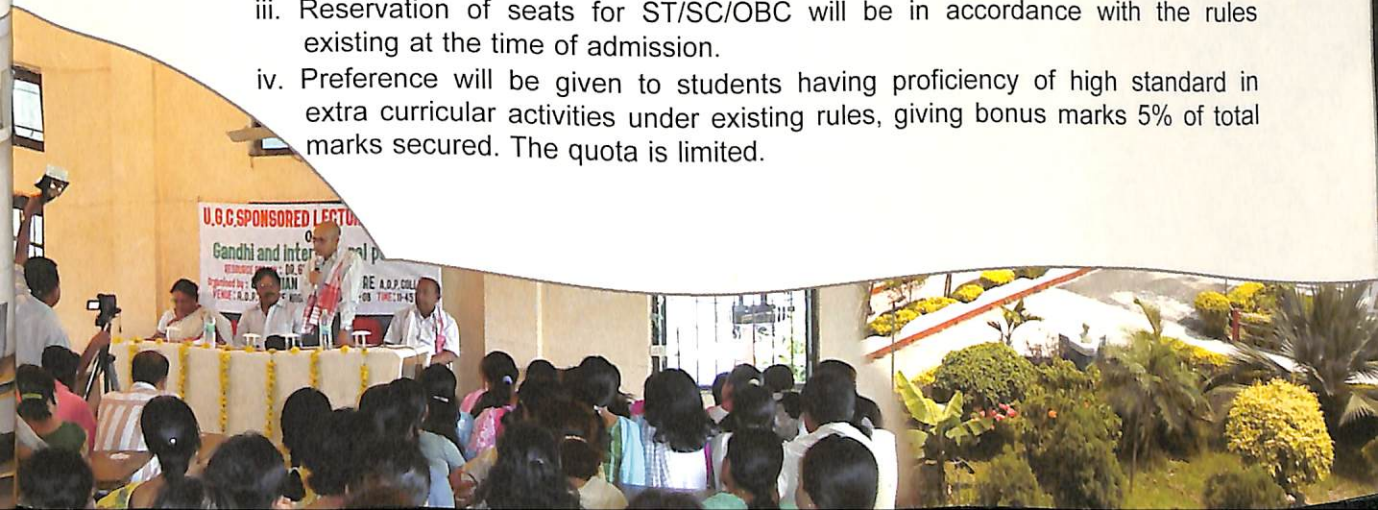 iii. Reservation of seats for ST/SC/OBC will be in accordance with the rules
existing at the time of admission.
iv. Preference will be given to students having proficiency of high standard in
extra curricular activities under existing rules, giving bonus marks 5% of total
marks secured. The quota is limited.
U.G.C. SPONSORED
Gandhi and
RE A.D.P. COLL